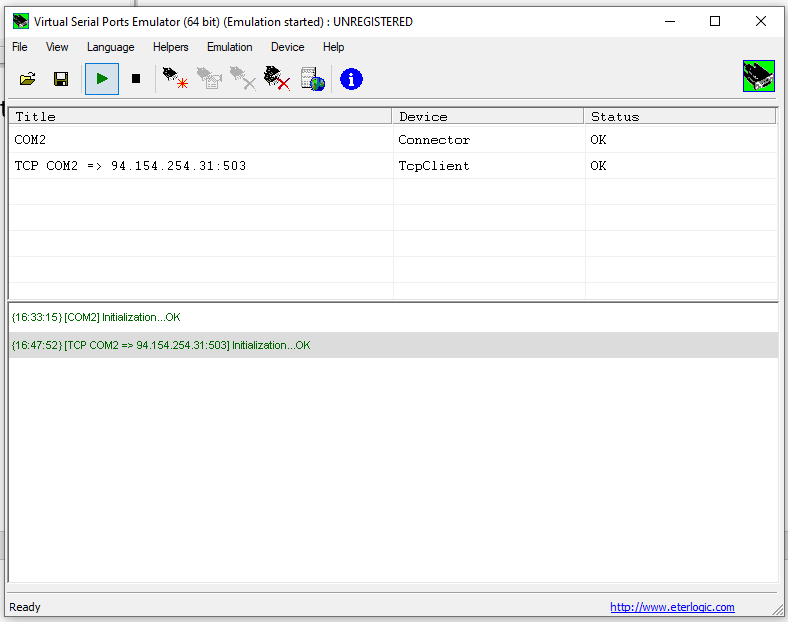 Virtual Serial Ports Emulator (64 bit) (Emulation started) : UNREGISTERED
File View Language Helpers Emulation Device Help
Title Device Status
COM2 Connector OK
TCP COM2 => 94.154.254.31:503 TcpClient OK
{16:33:15} [COM2] Initialization...OK
{16:47:52} [TCP COM2 => 94.154.254.31:503] Initialization...OK
Ready http://www.eterlogic.com